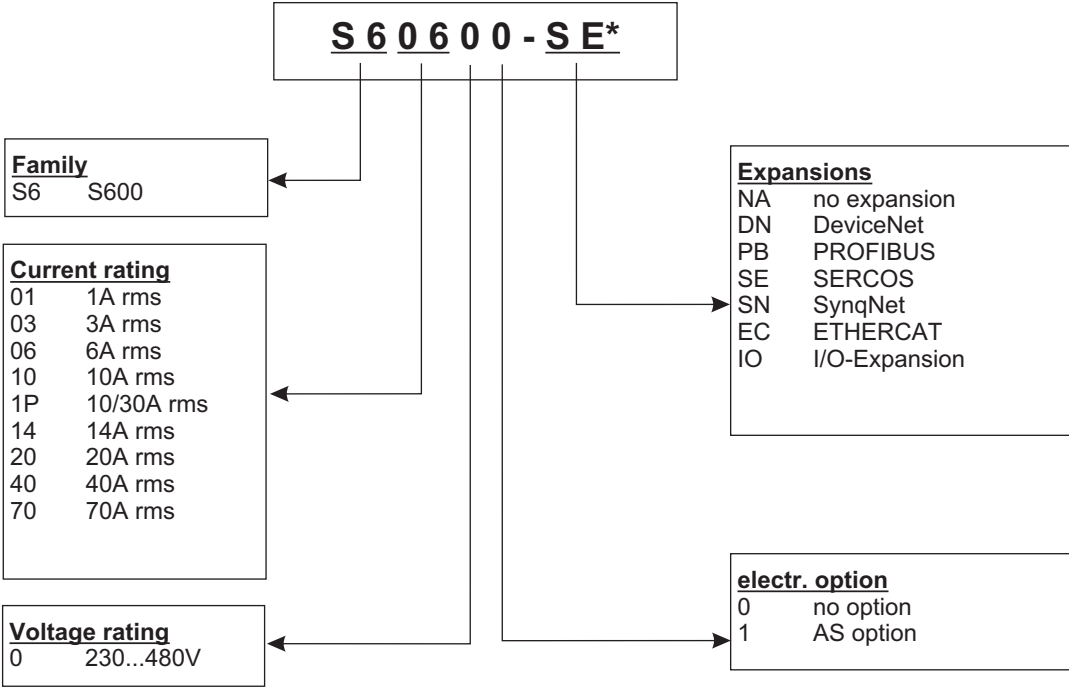 S 6 0 6 0 0 - S E*
Family
S6 S600
Current rating
01 1A rms
03 3A rms
06 6A rms
10 10A rms
1P 10/30A rms
14 14A rms
20 20A rms
40 40A rms
70 70A rms
Voltage rating
0 230...480V
Expansions
NA no expansion
DN DeviceNet
PB PROFIBUS
SE SERCOS
SN SynqNet
EC ETHERCAT
IO I/O-Expansion
electr. option
0 no option
1 AS option